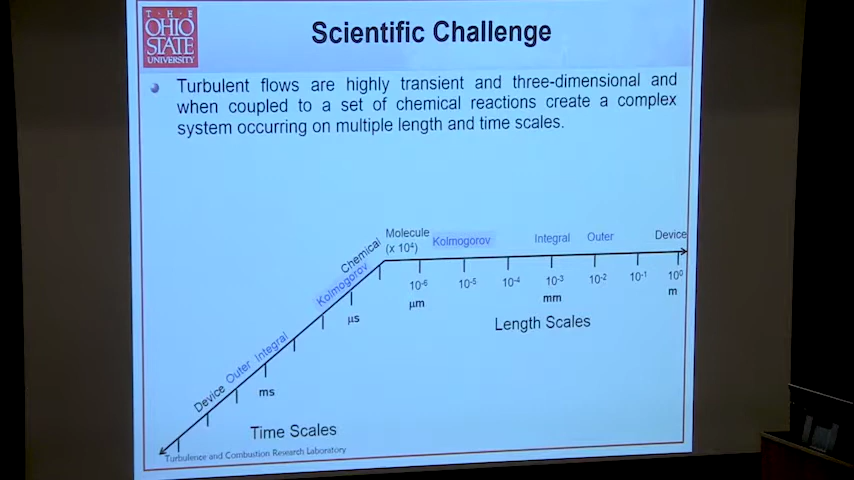 T·H·E
OHIO
STATE
UNIVERSITY
Scientific Challenge
Turbulent flows are highly transient and three-dimensional and
when coupled to a set of chemical reactions create a complex
system occurring on multiple length and time scales.
Molecule
(x 10⁴)
Kolmogorov
Integral
Outer
Device
10⁻⁶
10⁻⁵
10⁻⁴
10⁻³
10⁻²
10⁻¹
10⁰
μm
mm
m
Length Scales
Chemical
Kolmogorov
Integral
Outer
Device
μs
ms
Time Scales
Turbulence and Combustion Research Laboratory